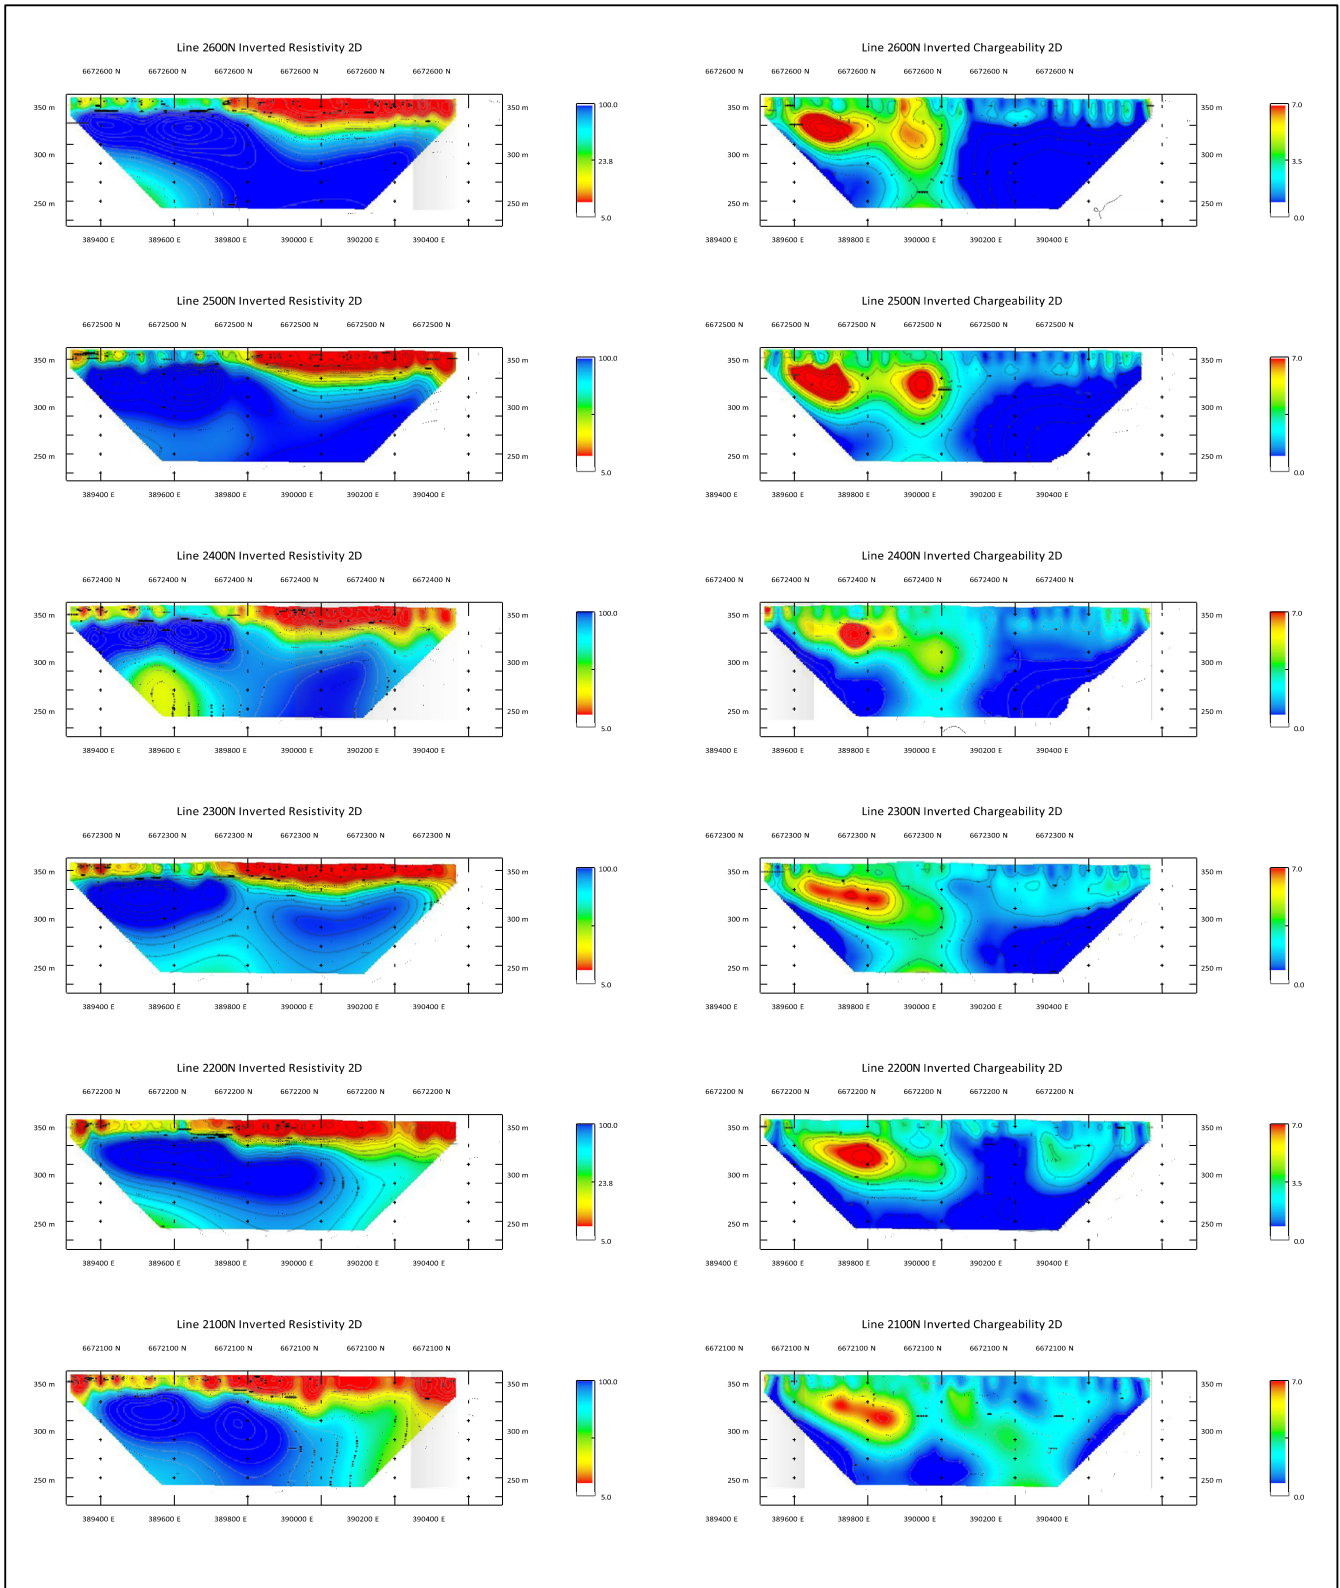 Line 2600N Inverted Resistivity 2D
6672600 N 6672600 N 6672600 N 6672600 N 6672600 N 6672600 N
350 m 350 m 100.0
300 m 300 m 23.8
250 m 250 m 5.0
389400 E 389600 E 389800 E 390000 E 390200 E 390400 E
Line 2600N Inverted Chargeability 2D
6672600 N 6672600 N 6672600 N 6672600 N 6672600 N 6672600 N
350 m 350 m 7.0
300 m 300 m 3.5
250 m 250 m 0.0
389400 E 389600 E 389800 E 390000 E 390200 E 390400 E
Line 2500N Inverted Resistivity 2D
6672500 N 6672500 N 6672500 N 6672500 N 6672500 N 6672500 N
350 m 350 m 100.0
300 m 300 m
250 m 250 m 5.0
389400 E 389600 E 389800 E 390000 E 390200 E 390400 E
Line 2500N Inverted Chargeability 2D
6672500 N 6672500 N 6672500 N 6672500 N 6672500 N 6672500 N
350 m 350 m 7.0
300 m 300 m
250 m 250 m 0.0
389400 E 389600 E 389800 E 390000 E 390200 E 390400 E
Line 2400N Inverted Resistivity 2D
6672400 N 6672400 N 6672400 N 6672400 N 6672400 N 6672400 N
350 m 350 m 100.0
300 m 300 m
250 m 250 m 5.0
389400 E 389600 E 389800 E 390000 E 390200 E 390400 E
Line 2400N Inverted Chargeability 2D
6672400 N 6672400 N 6672400 N 6672400 N 6672400 N 6672400 N
350 m 350 m 7.0
300 m 300 m
250 m 250 m 0.0
389400 E 389600 E 389800 E 390000 E 390200 E 390400 E
Line 2300N Inverted Resistivity 2D
6672300 N 6672300 N 6672300 N 6672300 N 6672300 N 6672300 N
350 m 350 m 100.0
300 m 300 m
250 m 250 m 5.0
389400 E 389600 E 389800 E 390000 E 390200 E 390400 E
Line 2300N Inverted Chargeability 2D
6672300 N 6672300 N 6672300 N 6672300 N 6672300 N 6672300 N
350 m 350 m 7.0
300 m 300 m
250 m 250 m 0.0
389400 E 389600 E 389800 E 390000 E 390200 E 390400 E
Line 2200N Inverted Resistivity 2D
6672200 N 6672200 N 6672200 N 6672200 N 6672200 N 6672200 N
350 m 350 m 100.0
300 m 300 m 23.8
250 m 250 m 5.0
389400 E 389600 E 389800 E 390000 E 390200 E 390400 E
Line 2200N Inverted Chargeability 2D
6672200 N 6672200 N 6672200 N 6672200 N 6672200 N 6672200 N
350 m 350 m 7.0
300 m 300 m 3.5
250 m 250 m 0.0
389400 E 389600 E 389800 E 390000 E 390200 E 390400 E
Line 2100N Inverted Resistivity 2D
6672100 N 6672100 N 6672100 N 6672100 N 6672100 N 6672100 N
350 m 350 m 100.0
300 m 300 m
250 m 250 m 5.0
389400 E 389600 E 389800 E 390000 E 390200 E 390400 E
Line 2100N Inverted Chargeability 2D
6672100 N 6672100 N 6672100 N 6672100 N 6672100 N 6672100 N
350 m 350 m 7.0
300 m 300 m
250 m 250 m 0.0
389400 E 389600 E 389800 E 390000 E 390200 E 390400 E